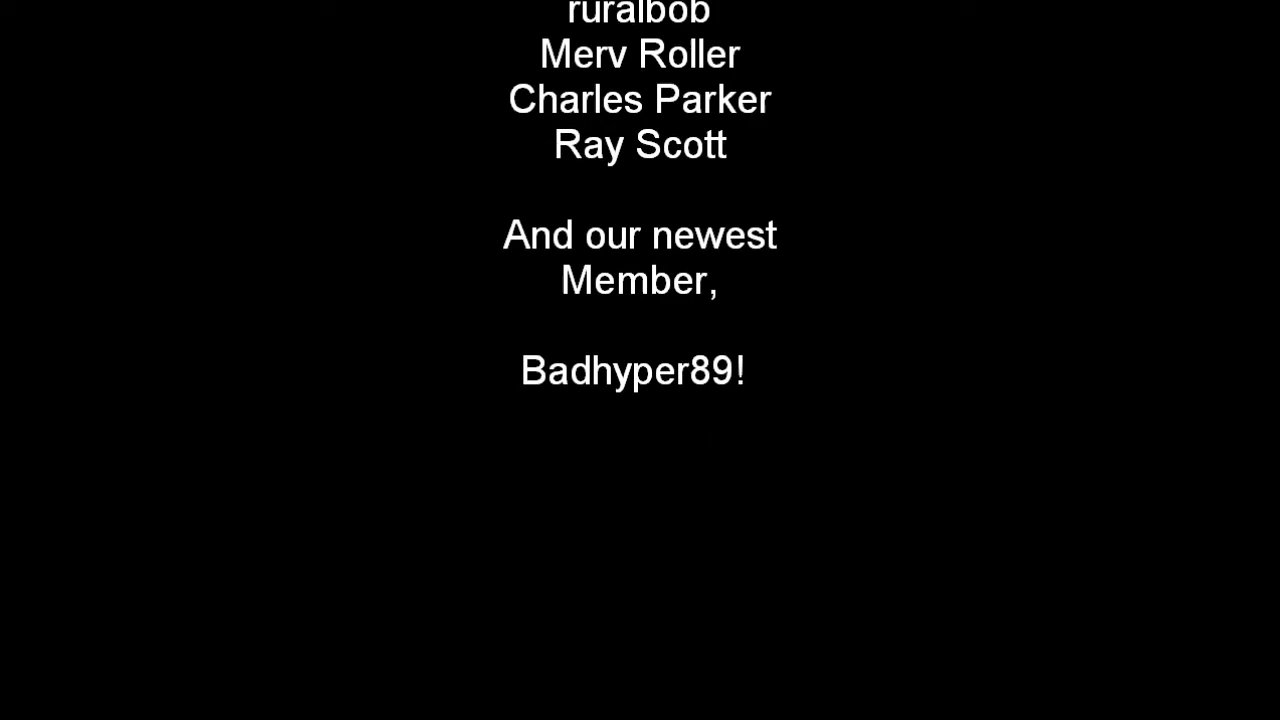 ruralbob
Merv Roller
Charles Parker
Ray Scott
And our newest
Member,
Badhyper89!